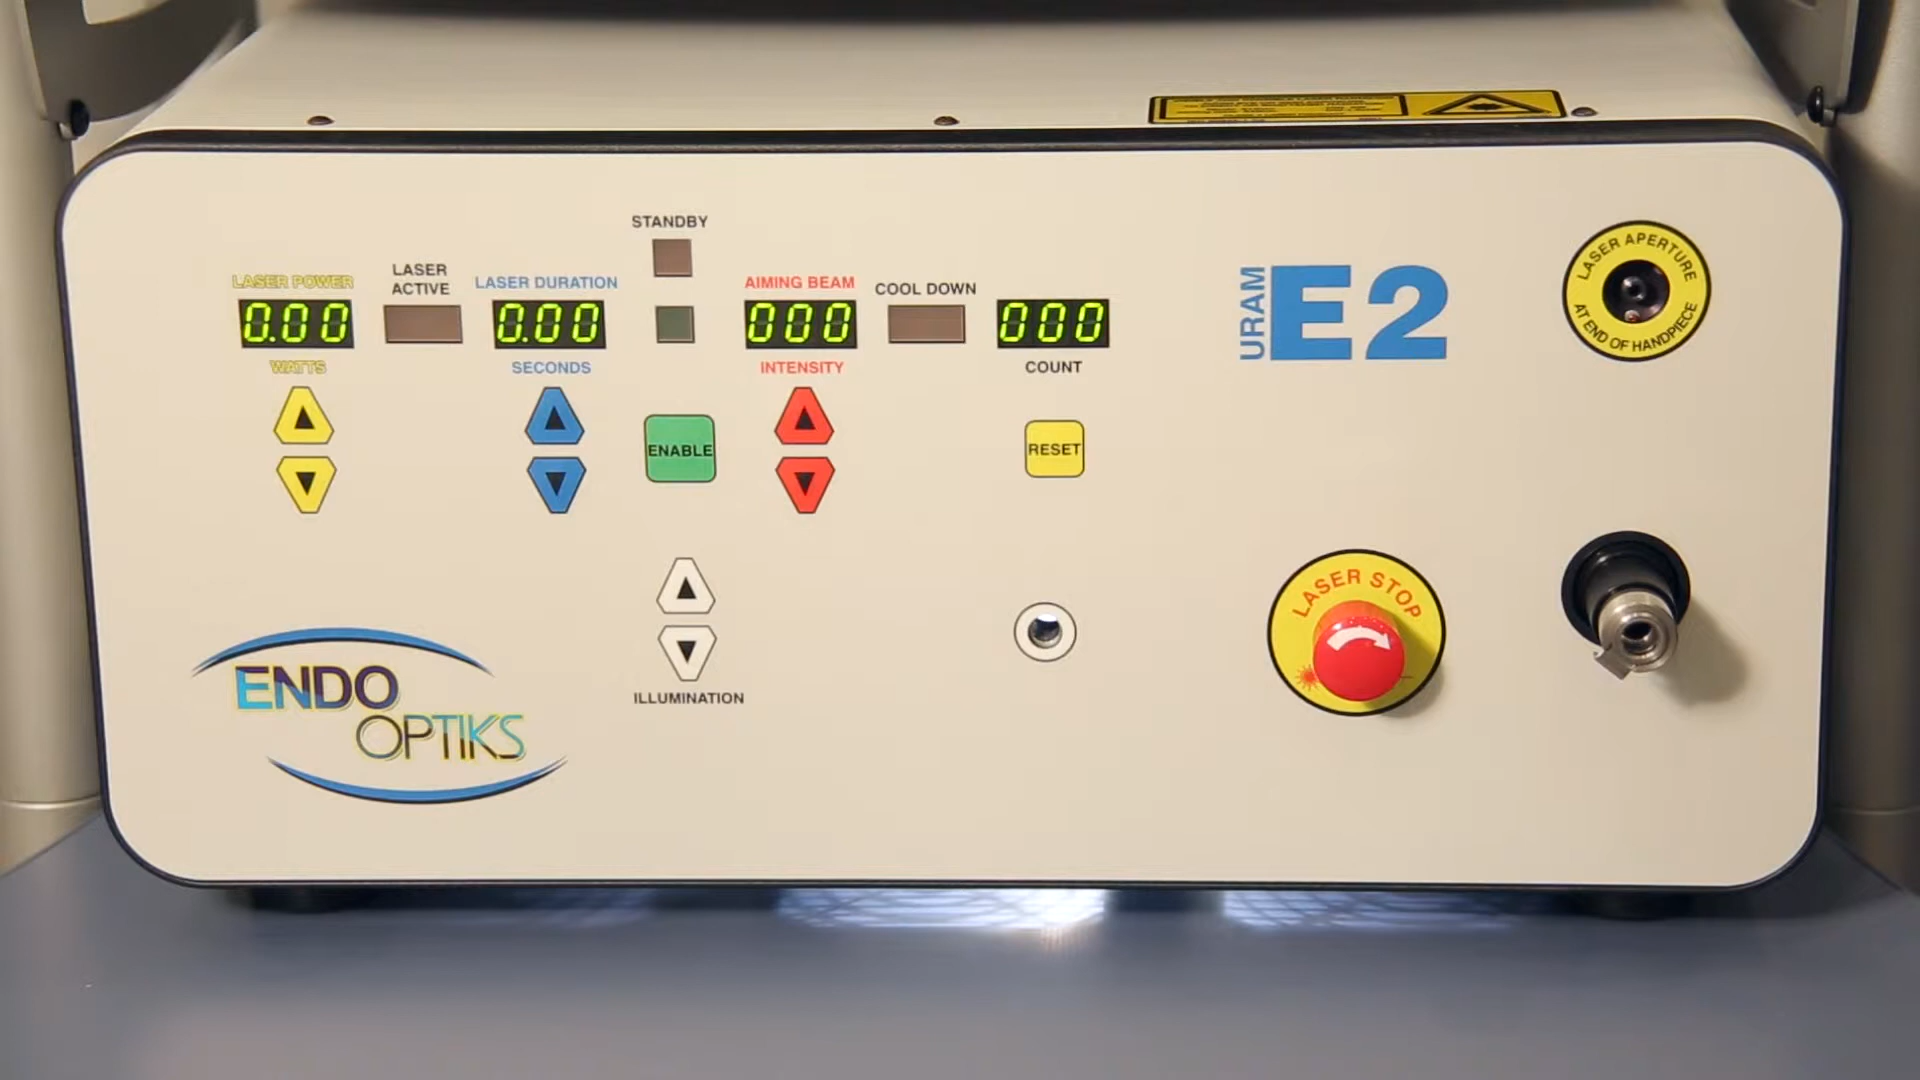 STANDBY
LASER POWER
LASER
ACTIVE
LASER DURATION
AIMING BEAM
COOL DOWN
0.00
0.00
000
000
WATTS
SECONDS
INTENSITY
COUNT
ENABLE
RESET
ILLUMINATION
ENDO
OPTIKS
URAM
E2
LASER APERTURE
AT END OF HANDPIECE
LASER STOP